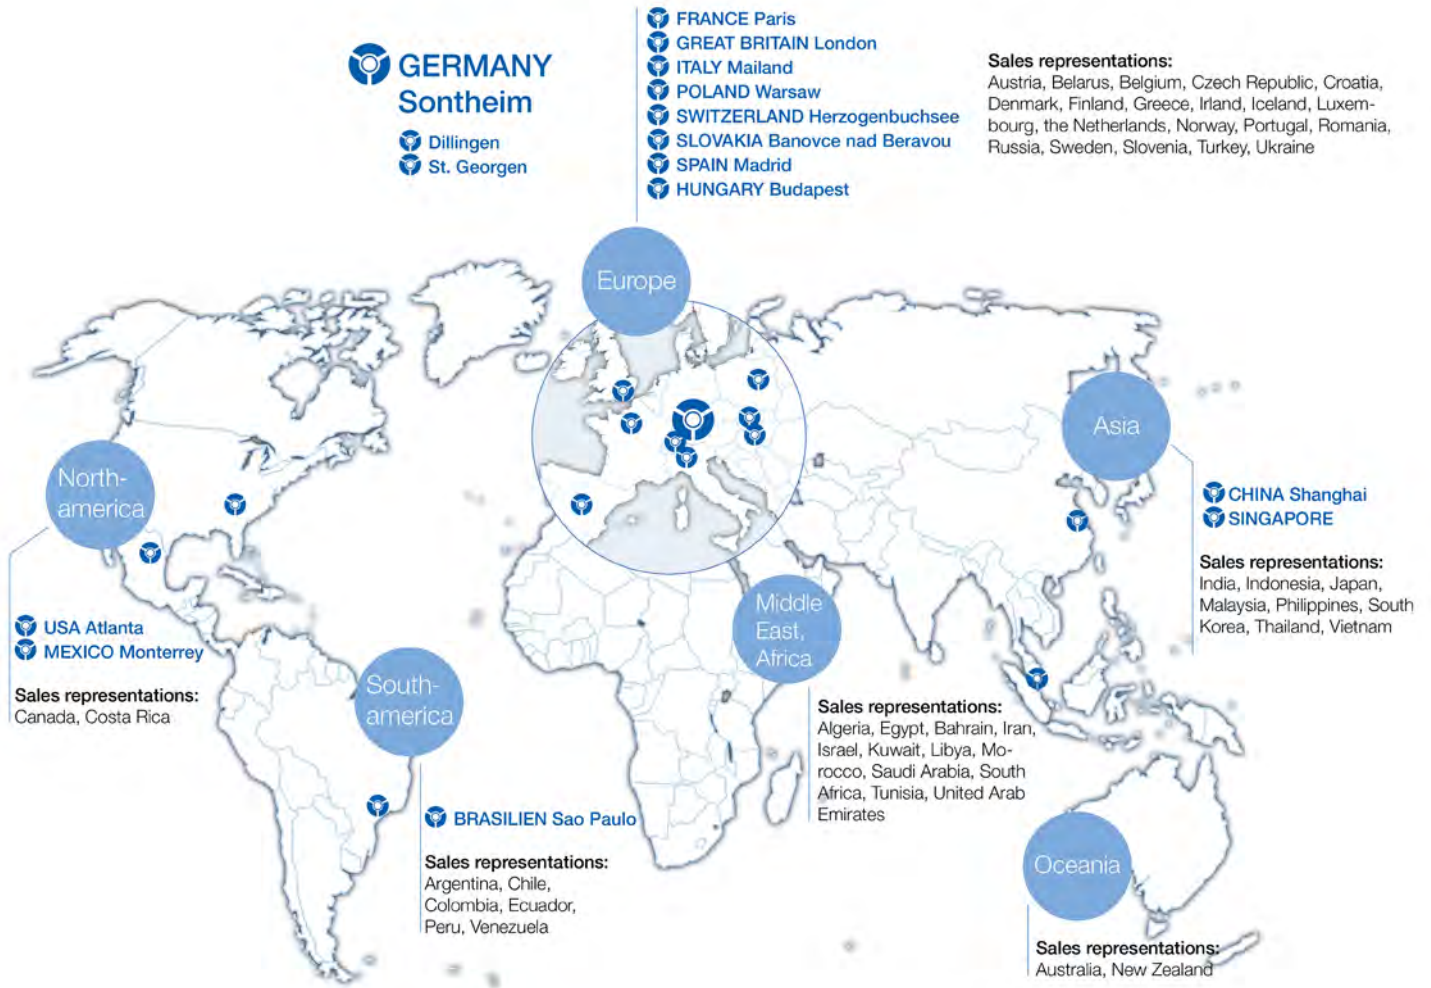 GERMANY
Sontheim
Dillingen
St. Georgen
FRANCE Paris
GREAT BRITAIN London
ITALY Mailand
POLAND Warsaw
SWITZERLAND Herzogenbuchsee
SLOVAKIA Banovce nad Beravou
SPAIN Madrid
HUNGARY Budapest
Sales representations:
Austria, Belarus, Belgium, Czech Republic, Croatia,
Denmark, Finland, Greece, Irland, Iceland, Luxem-
bourg, the Netherlands, Norway, Portugal, Romania,
Russia, Sweden, Slovenia, Turkey, Ukraine
Europe
North-
america
USA Atlanta
MEXICO Monterrey
Sales representations:
Canada, Costa Rica
South-
america
BRASILIEN Sao Paulo
Sales representations:
Argentina, Chile,
Colombia, Ecuador,
Peru, Venezuela
Middle
East,
Africa
Sales representations:
Algeria, Egypt, Bahrain, Iran,
Israel, Kuwait, Libya, Mo-
rocco, Saudi Arabia, South
Africa, Tunisia, United Arab
Emirates
Asia
CHINA Shanghai
SINGAPORE
Sales representations:
India, Indonesia, Japan,
Malaysia, Philippines, South
Korea, Thailand, Vietnam
Oceania
Sales representations:
Australia, New Zealand